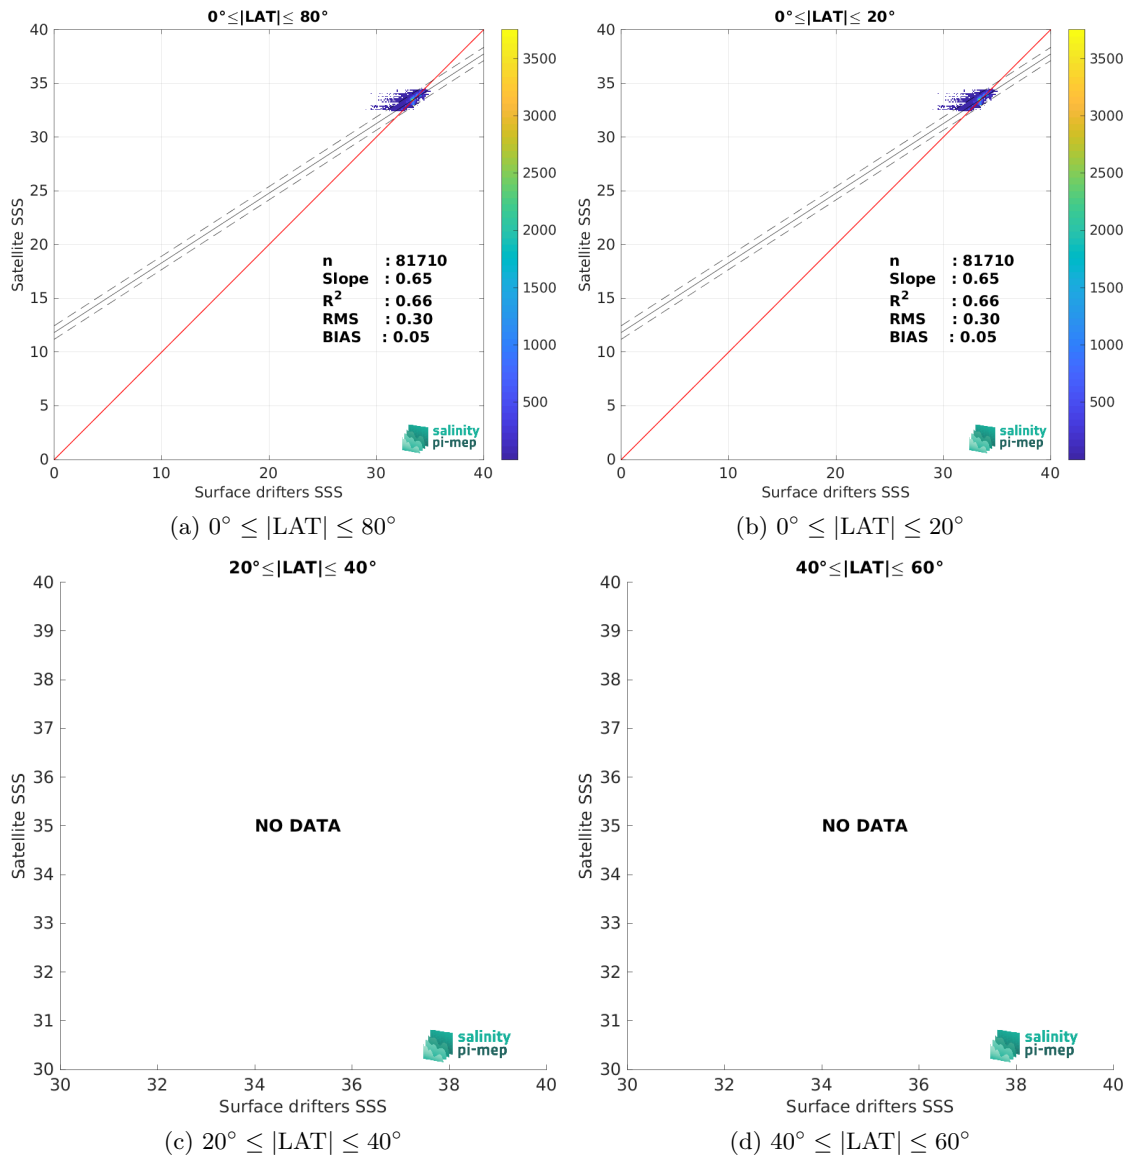 0°≤|LAT|≤ 80°
40
35
30
25
20
15
10
5
0
0
10
20
30
40
Satellite SSS
Surface drifters SSS
n : 81710
Slope : 0.65
R2 : 0.66
RMS : 0.30
BIAS : 0.05
salinity
pi-mep
3500
3000
2500
2000
1500
1000
500
(a) 0° ≤ |LAT| ≤ 80°
0°≤|LAT|≤ 20°
40
35
30
25
20
15
10
5
0
0
10
20
30
40
Satellite SSS
Surface drifters SSS
n : 81710
Slope : 0.65
R2 : 0.66
RMS : 0.30
BIAS : 0.05
salinity
pi-mep
3500
3000
2500
2000
1500
1000
500
(b) 0° ≤ |LAT| ≤ 20°
20°≤|LAT|≤ 40°
40
39
38
37
36
35
34
33
32
31
30
30
32
34
36
38
40
Satellite SSS
Surface drifters SSS
NO DATA
salinity
pi-mep
(c) 20° ≤ |LAT| ≤ 40°
40°≤|LAT|≤ 60°
40
39
38
37
36
35
34
33
32
31
30
30
32
34
36
38
40
Satellite SSS
Surface drifters SSS
NO DATA
salinity
pi-mep
(d) 40° ≤ |LAT| ≤ 60°